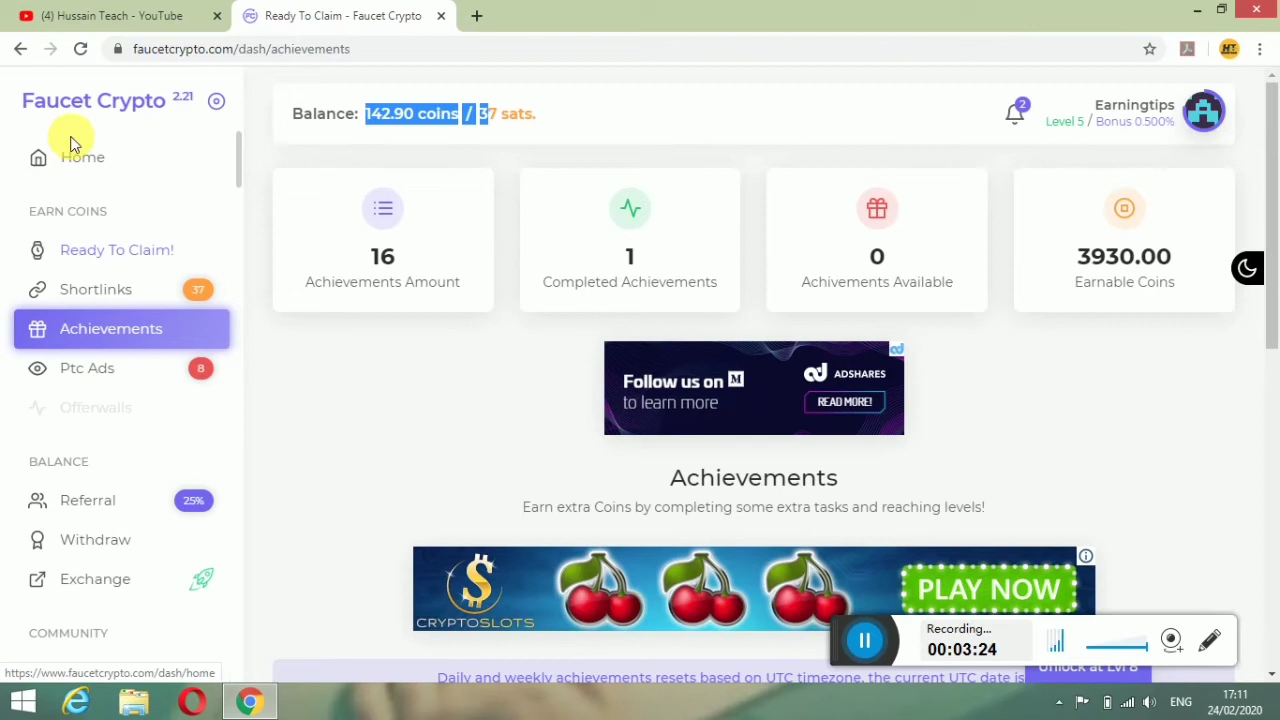 (4) Hussain Teach - YouTube
Ready To Claim - Faucet Crypto
faucetcrypto.com/dash/achievements
Faucet Crypto 2.21
Balance: 142.90 coins / 37 sats.
2
Earningtips
Level 5 / Bonus 0.500%
Home
EARN COINS
Ready To Claim!
Shortlinks 37
Achievements
Ptc Ads 8
Offerwalls
BALANCE
Referral 25%
Withdraw
Exchange
COMMUNITY
16
Achievements Amount
1
Completed Achievements
0
Achivements Available
3930.00
Earnable Coins
Follow us on M
to learn more
ad ADSHARES
READ MORE!
ad
Achievements
Earn extra Coins by completing some extra tasks and reaching levels!
CRYPTOSLOTS
PLAY NOW
Daily and weekly achievements resets based on UTC timezone, the current UTC date is
Unlock at Lvl 8
Recording...
00:03:24
https://www.faucetcrypto.com/dash/home
ENG
17:11
24/02/2020